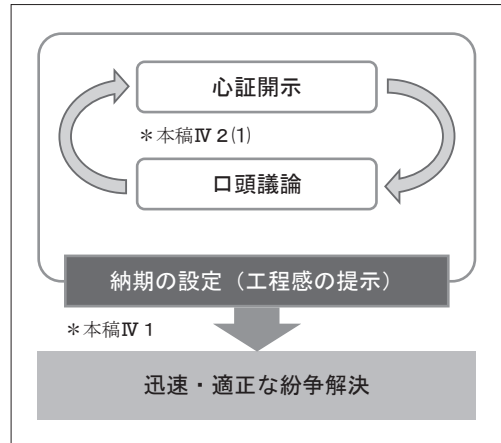 心証開示
＊本稿Ⅳ 2(1)
口頭議論
納期の設定（工程感の提示）
＊本稿Ⅳ 1
迅速・適正な紛争解決